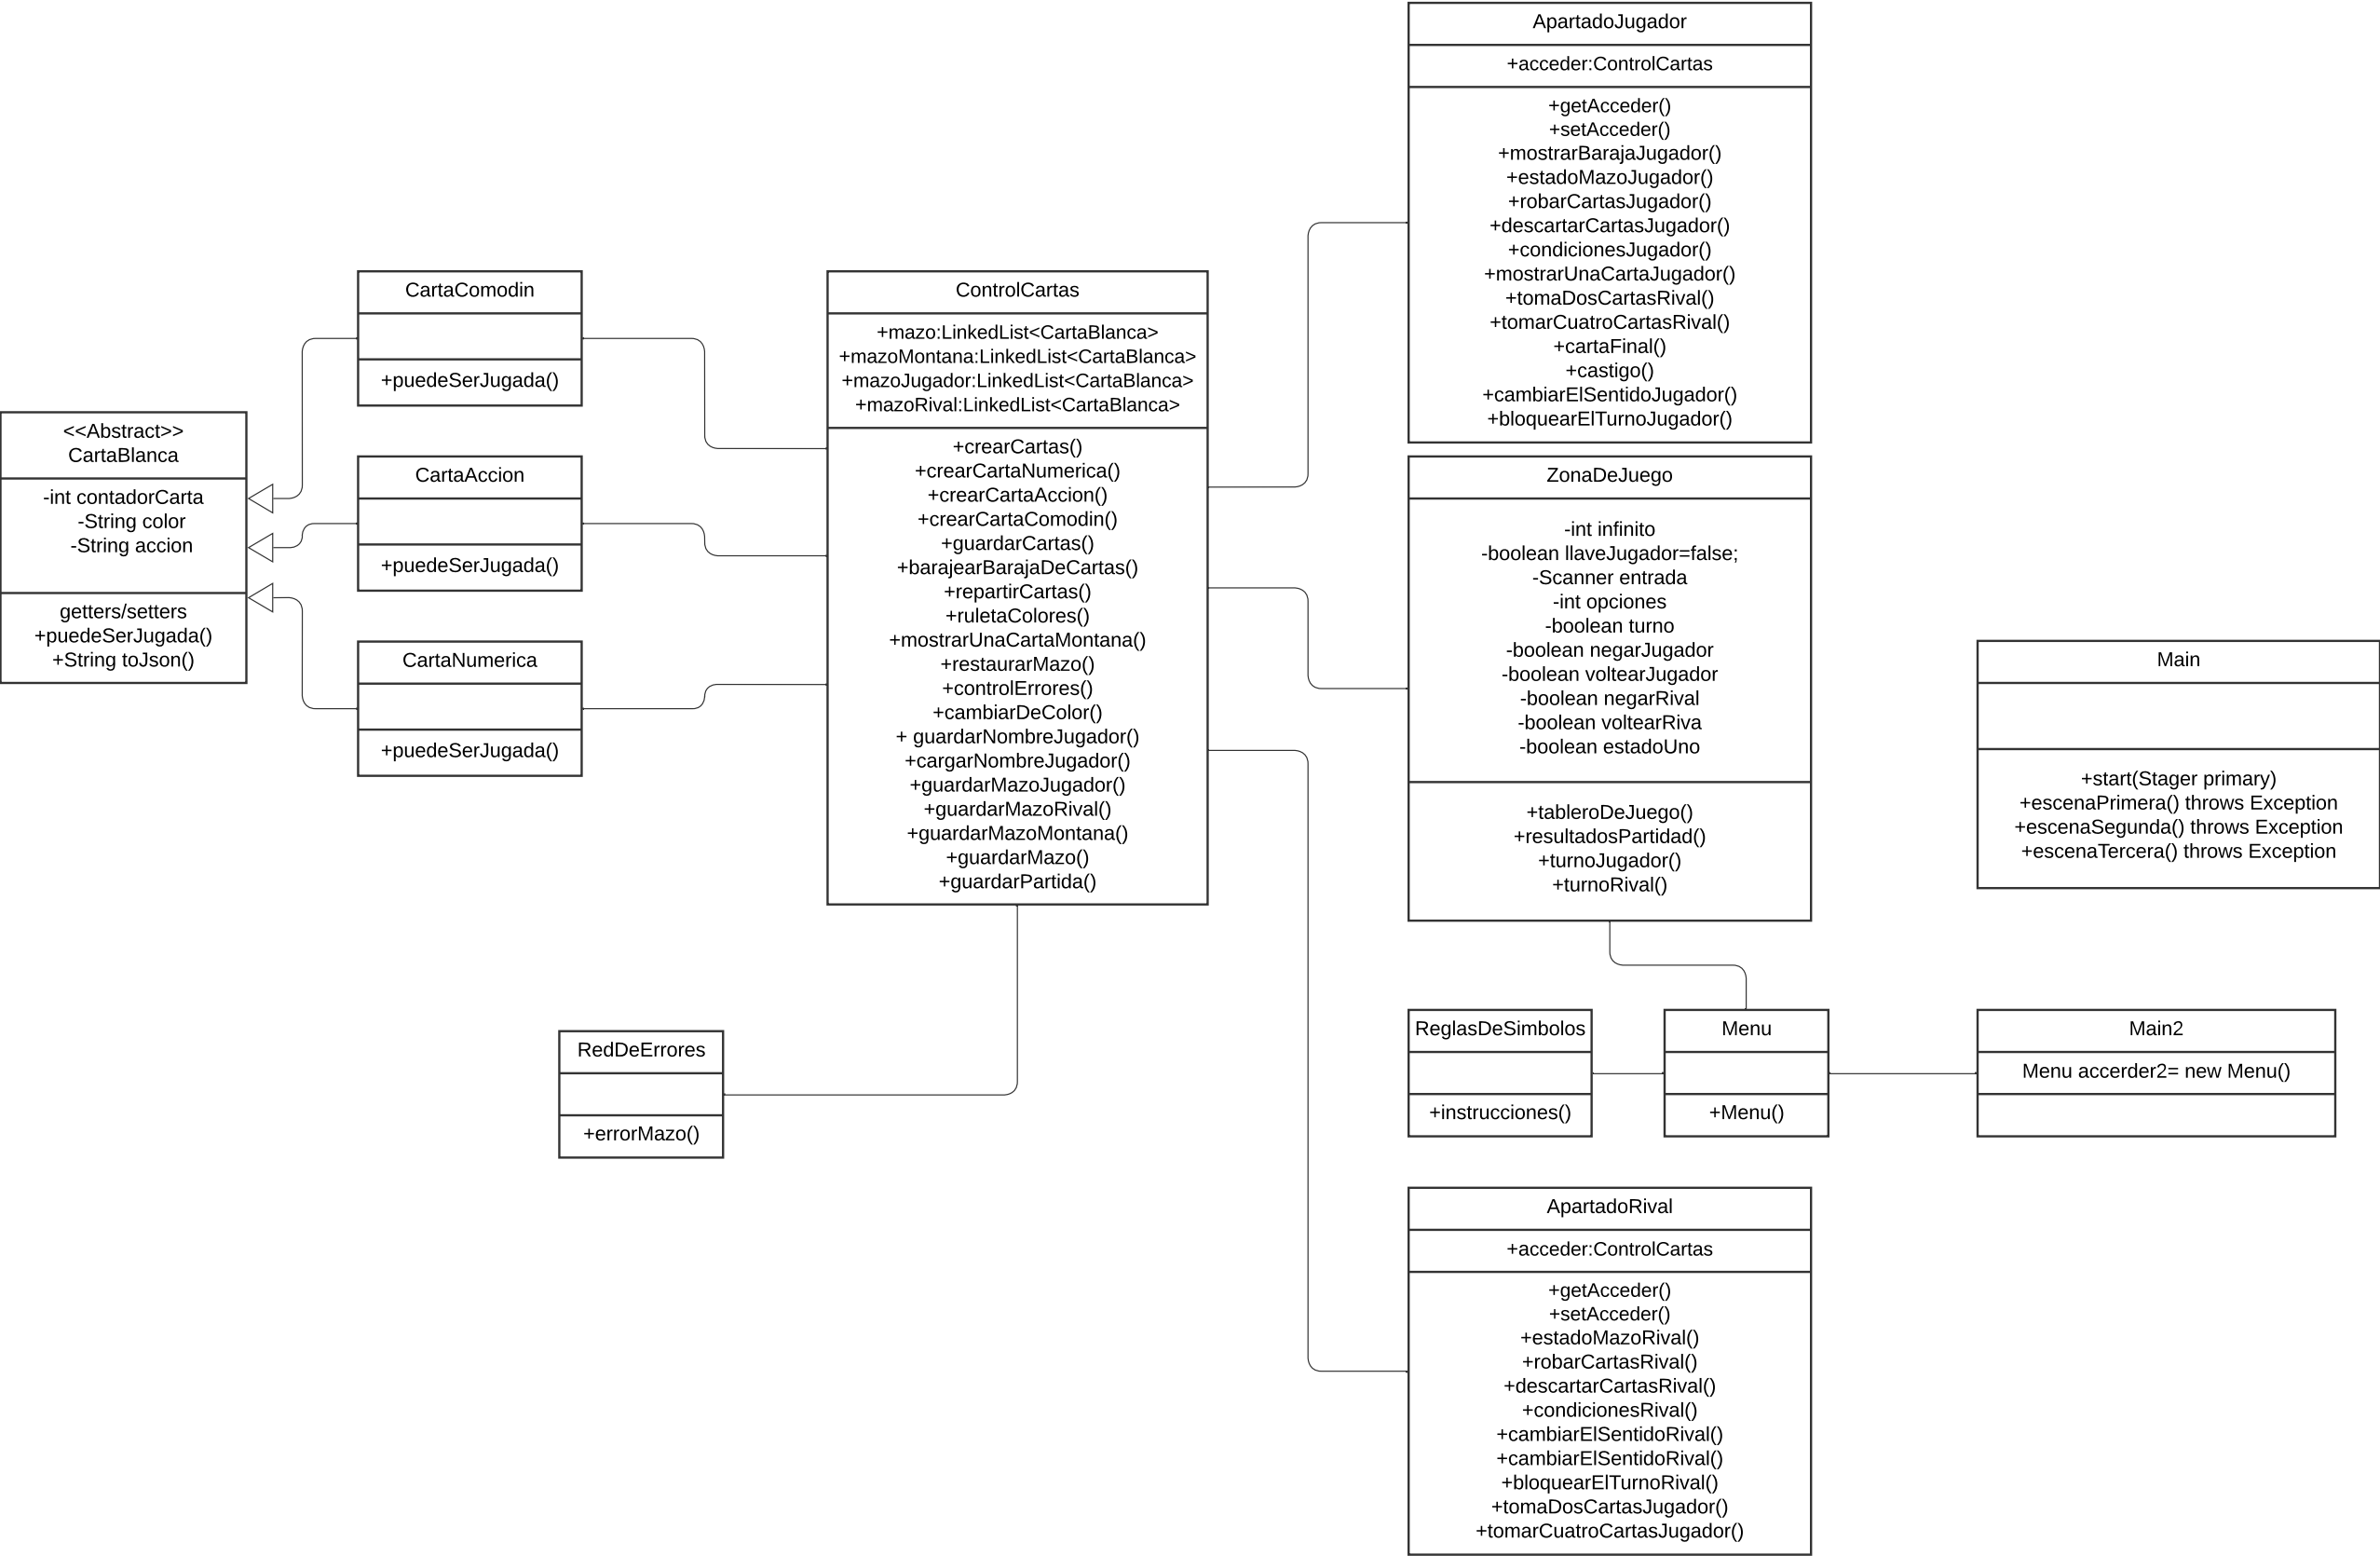 <<Abstract>>
CartaBlanca
-int contadorCarta
-String color
-String accion
getters/setters
+puedeSerJugada()
+String toJson()
CartaComodin
+puedeSerJugada()
CartaAccion
+puedeSerJugada()
CartaNumerica
+puedeSerJugada()
ControlCartas
+mazo:LinkedList<CartaBlanca>
+mazoMontana:LinkedList<CartaBlanca>
+mazoJugador:LinkedList<CartaBlanca>
+mazoRival:LinkedList<CartaBlanca>
+crearCartas()
+crearCartaNumerica()
+crearCartaAccion()
+crearCartaComodin()
+guardarCartas()
+barajearBarajaDeCartas()
+repartirCartas()
+ruletaColores()
+mostrarUnaCartaMontana()
+restaurarMazo()
+controlErrores()
+cambiarDeColor()
+ guardarNombreJugador()
+cargarNombreJugador()
+guardarMazoJugador()
+guardarMazoRival()
+guardarMazoMontana()
+guardarMazo()
+guardarPartida()
RedDeErrores
+errorMazo()
ApartadoJugador
+acceder:ControlCartas
+getAcceder()
+setAcceder()
+mostrarBarajaJugador()
+estadoMazoJugador()
+robarCartasJugador()
+descartarCartasJugador()
+condicionesJugador()
+mostrarUnaCartaJugador()
+tomaDosCartasRival()
+tomarCuatroCartasRival()
+cartaFinal()
+castigo()
+cambiarElSentidoJugador()
+bloquearElTurnoJugador()
ZonaDeJuego
-int infinito
-boolean llaveJugador=false;
-Scanner entrada
-int opciones
-boolean turno
-boolean negarJugador
-boolean voltearJugador
-boolean negarRival
-boolean voltearRiva
-boolean estadoUno
+tableroDeJuego()
+resultadosPartidad()
+turnoJugador()
+turnoRival()
Main
+start(Stager primary)
+escenaPrimera() throws Exception
+escenaSegunda() throws Exception
+escenaTercera() throws Exception
ReglasDeSimbolos
+instrucciones()
Menu
+Menu()
Main2
Menu accerder2= new Menu()
ApartadoRival
+acceder:ControlCartas
+getAcceder()
+setAcceder()
+estadoMazoRival()
+robarCartasRival()
+descartarCartasRival()
+condicionesRival()
+cambiarElSentidoRival()
+cambiarElSentidoRival()
+bloquearElTurnoRival()
+tomaDosCartasJugador()
+tomarCuatroCartasJugador()